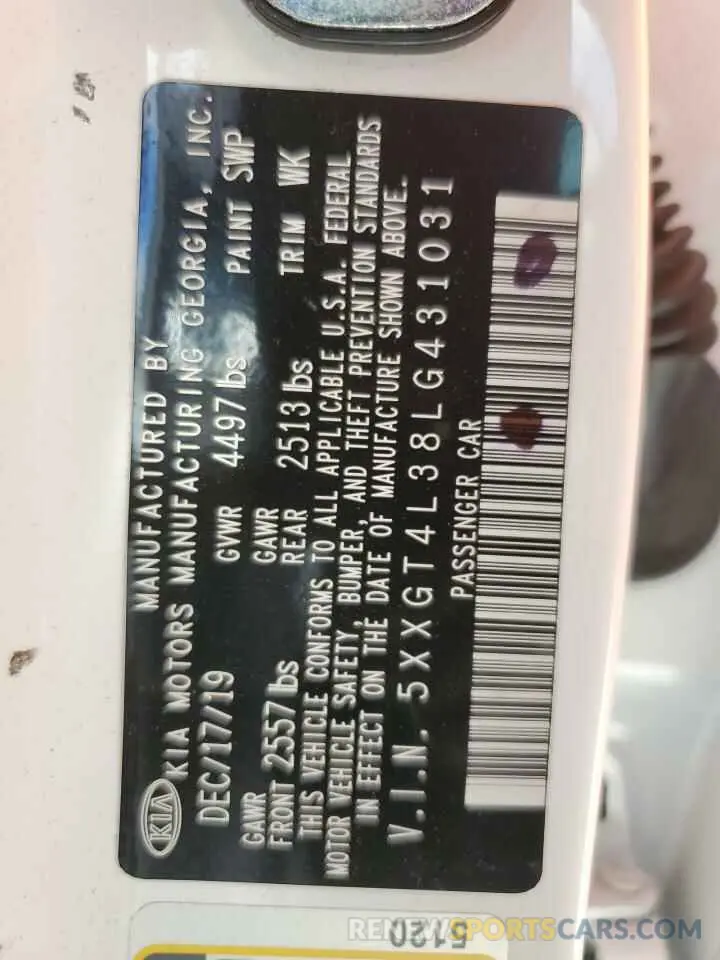 MANUFACTURED BY
KIA KIA MOTORS MANUFACTURING GEORGIA, INC.
DEC/17/19 GVWR 4497 lbs PAINT SWP
GAWR GAWR
FRONT 2557 lbs REAR 2513 lbs TRIM WK
THIS VEHICLE CONFORMS TO ALL APPLICABLE U.S.A. FEDERAL
MOTOR VEHICLE SAFETY, BUMPER, AND THEFT PREVENTION STANDARDS
IN EFFECT ON THE DATE OF MANUFACTURE SHOWN ABOVE.
V.I.N. 5XXGT4L38LG431031
PASSENGER CAR
5120
RENEWSPORTSCARS.COM